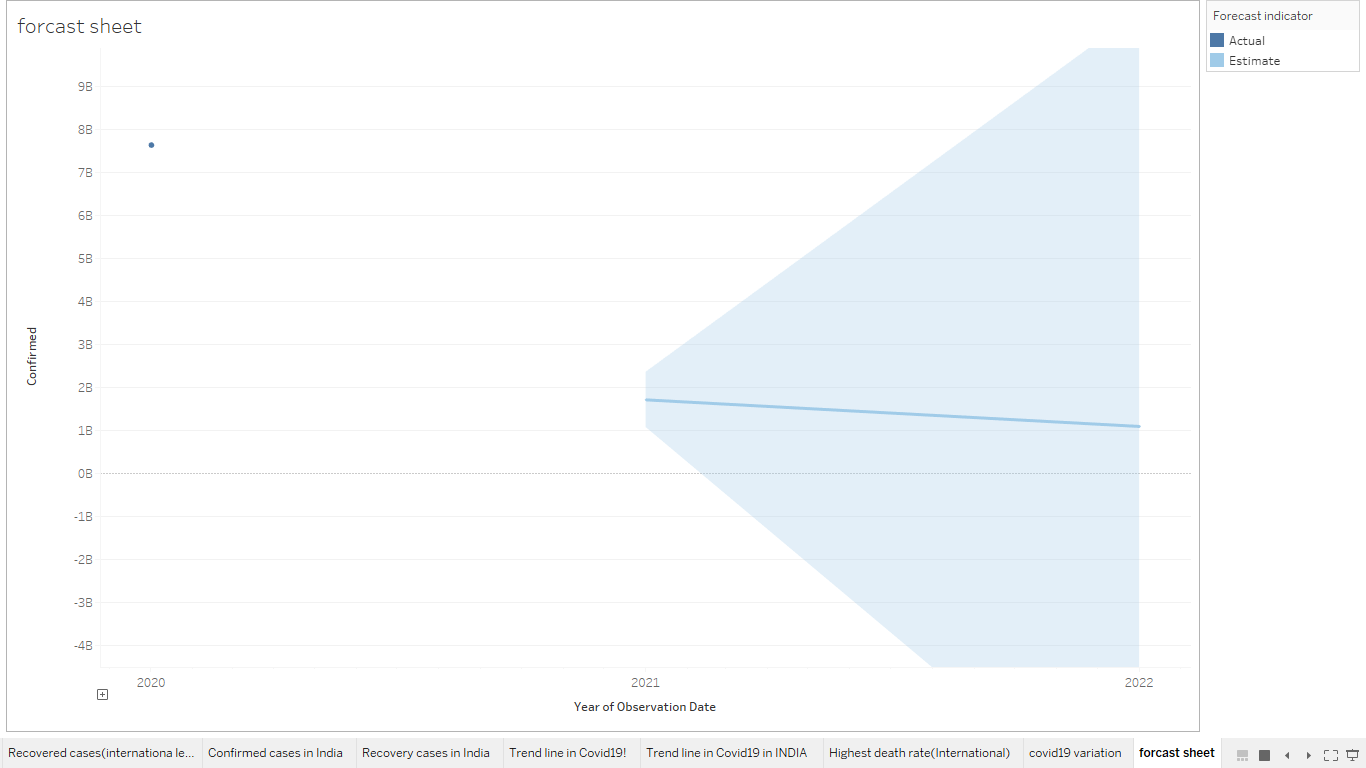 forcast sheet
Forecast indicator
Actual
Estimate
9B
8B
7B
6B
5B
4B
3B
2B
1B
0B
-1B
-2B
-3B
-4B
Confirmed
2020
2021
2022
Year of Observation Date
Recovered cases(internationa le...
Confirmed cases in India
Recovery cases in India
Trend line in Covid19!
Trend line in Covid19 in INDIA
Highest death rate(International)
covid19 variation
forcast sheet